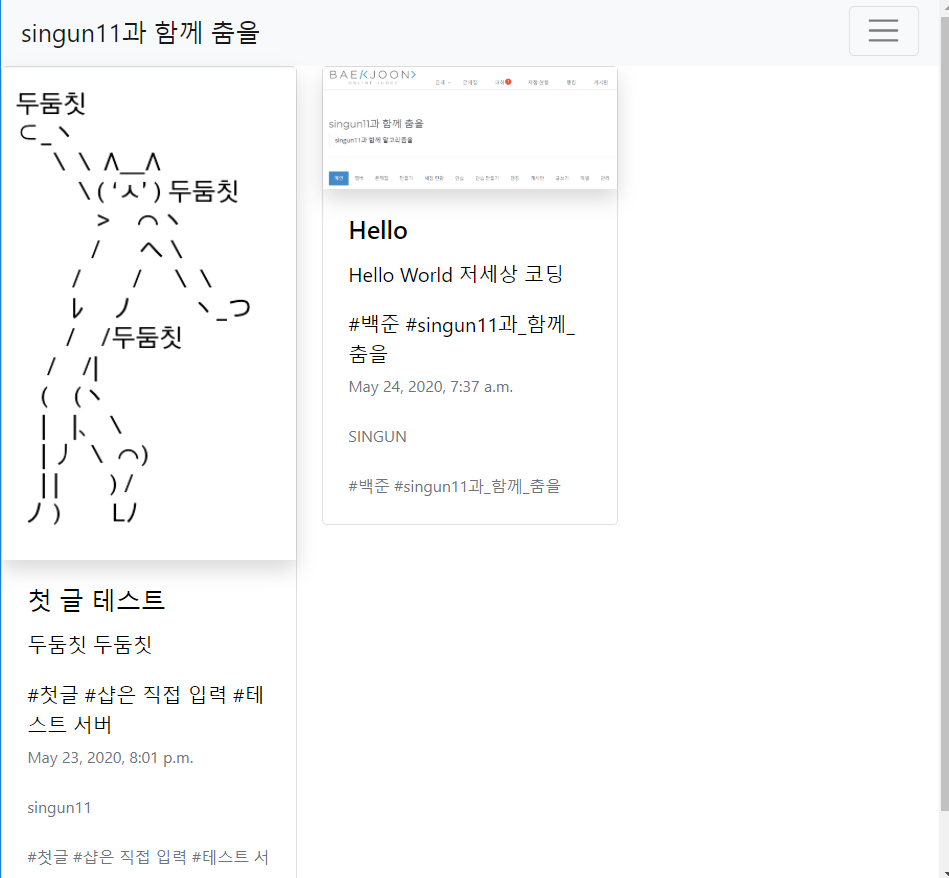 singun11과 함께 춤을
두둠칫
⊂_ヽ
\ \ Λ__Λ
\( 'ㅅ' ) 두둠칫
> ⌒ヽ
/ へ \
/ / \ \
レ ノ ヽ_つ
/ /두둠칫
/ /|
( (ヽ
| |、\
| 丿 \ ⌒)
| | ) /
ノ ) Lノ
첫 글 테스트
두둠칫 두둠칫
#첫글 #샵은 직접 입력 #테
스트 서버
May 23, 2020, 8:01 p.m.
singun11
#첫글 #샵은 직접 입력 #테스트 서
BAEKJOON
ONLINE JUDGE
singun11과 함께 춤을
singun11과 함께 알고리즘을
Hello
Hello World 저세상 코딩
#백준 #singun11과_함께_
춤을
May 24, 2020, 7:37 a.m.
SINGUN
#백준 #singun11과_함께_춤을